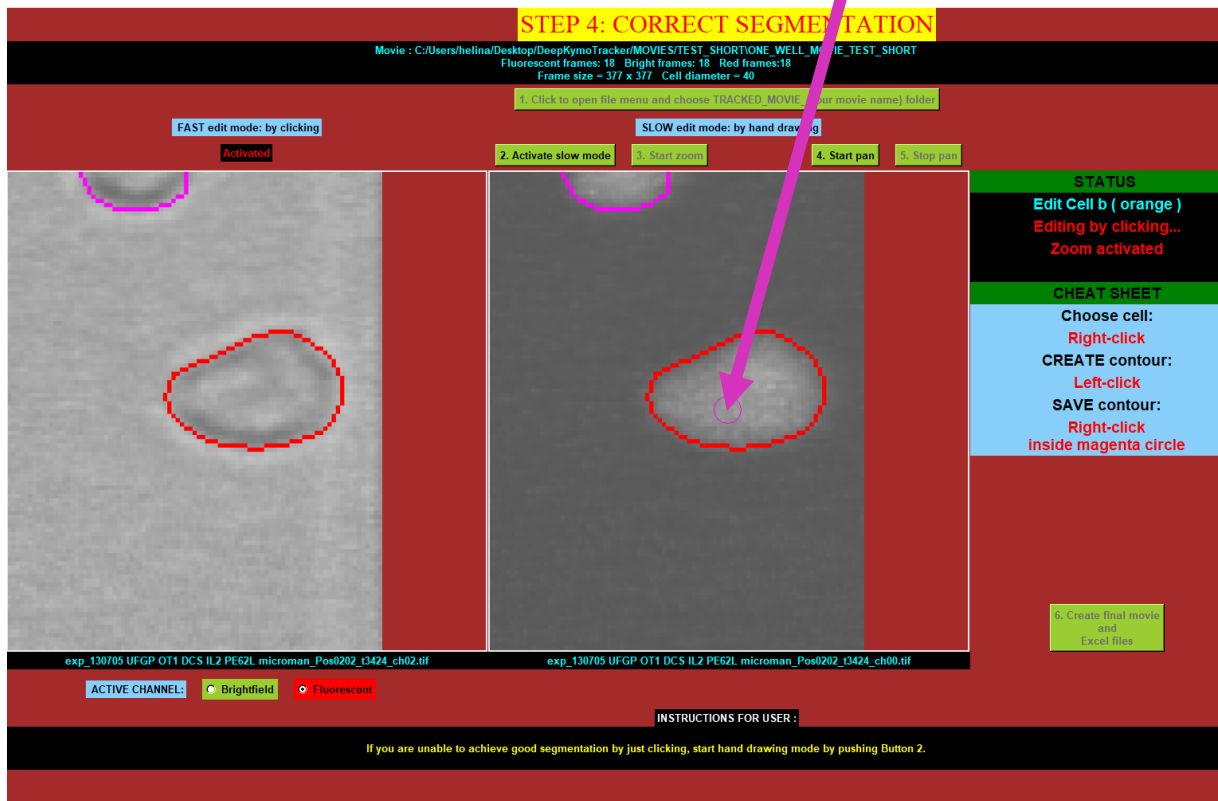 STEP 4: CORRECT SEGMENTATION
Movie : C:/Users/helina/Desktop/DeepKymoTracker/MOVIES/TEST_SHORT\ONE_WELL_MOVIE_TEST_SHORT
Fluorescent frames: 18 Bright frames: 18 Red frames:18
Frame size = 377 x 377 Cell diameter = 40
1. Click to open file menu and choose TRACKED_MOVIE_ our movie name} folder
FAST edit mode: by clicking
SLOW edit mode: by hand drawing
Activated
2. Activate slow mode
3. Start zoom
4. Start pan
5. Stop pan
STATUS
Edit Cell b ( orange )
Editing by clicking...
Zoom activated
CHEAT SHEET
Choose cell:
Right-click
CREATE contour:
Left-click
SAVE contour:
Right-click
inside magenta circle
6. Create final movie
and
Excel files
exp_130705 UFGP OT1 DCS IL2 PE62L microman_Pos0202_t3424_ch02.tif
exp_130705 UFGP OT1 DCS IL2 PE62L microman_Pos0202_t3424_ch00.tif
ACTIVE CHANNEL:
Brightfield
Fluorescent
INSTRUCTIONS FOR USER :
If you are unable to achieve good segmentation by just clicking, start hand drawing mode by pushing Button 2.